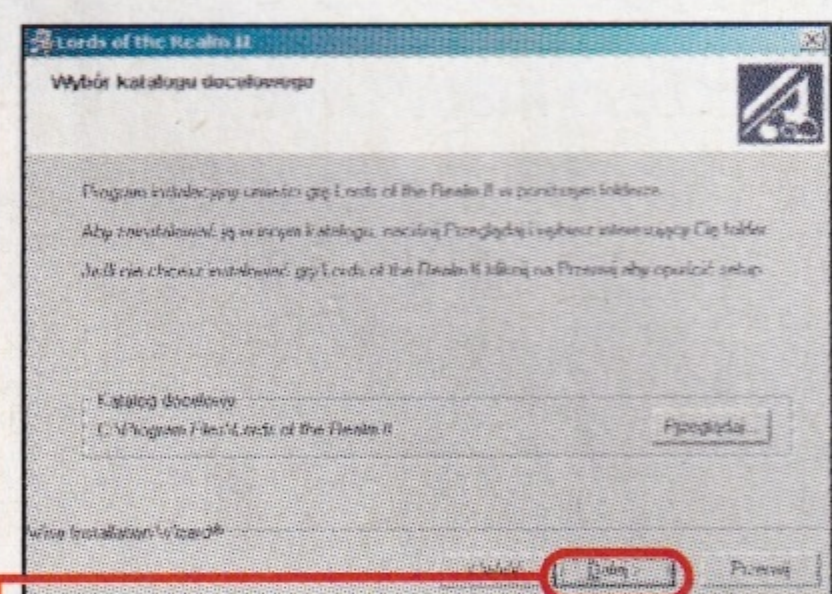 Lords of the Realm II
Wybór katalogu docelowego
Program instalacyjny umieści grę Lords of the Realm II w poniższym folderze.
Aby zainstalować ją w innym katalogu, naciśnij Przeglądaj i wybierz interesujący Cię folder.
Jeśli nie chcesz instalować gry Lords of the Realm II kliknij na Przerwij aby opuścić setup.
Katalog docelowy
C:\Program Files\Lords of the Realm II
Przeglądaj...
Wise Installation Wizard®
Dalej >
Przerwij